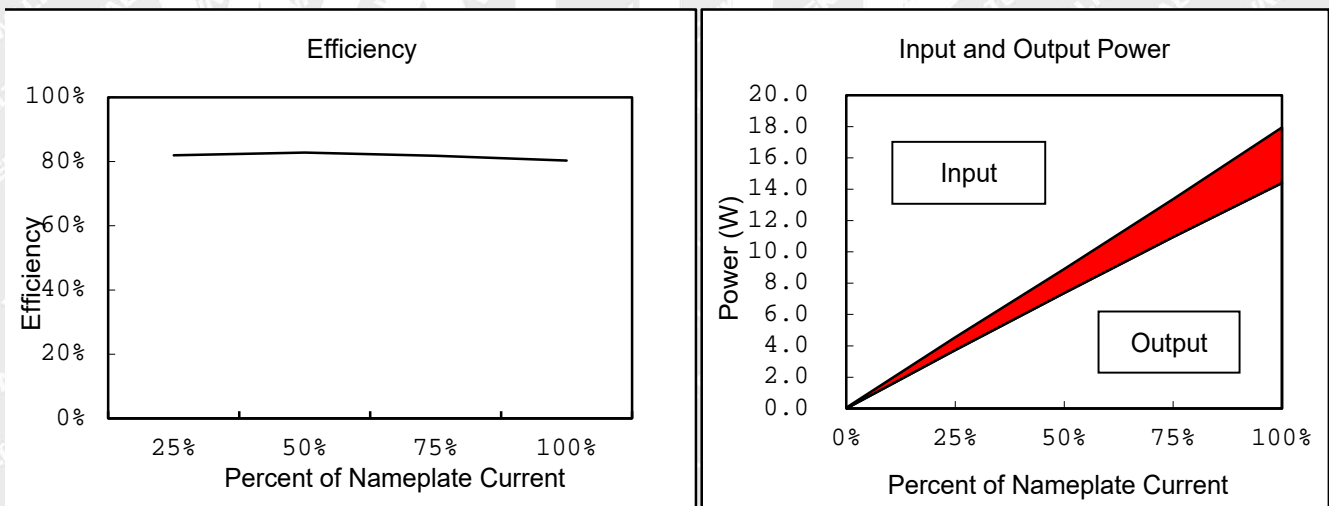 Efficiency
100%
80%
60%
40%
20%
0%
Efficiency
25% 50% 75% 100%
Percent of Nameplate Current
Input and Output Power
20.0
18.0
16.0
14.0
12.0
10.0
8.0
6.0
4.0
2.0
0.0
Power (W)
Input
Output
0% 25% 50% 75% 100%
Percent of Nameplate Current